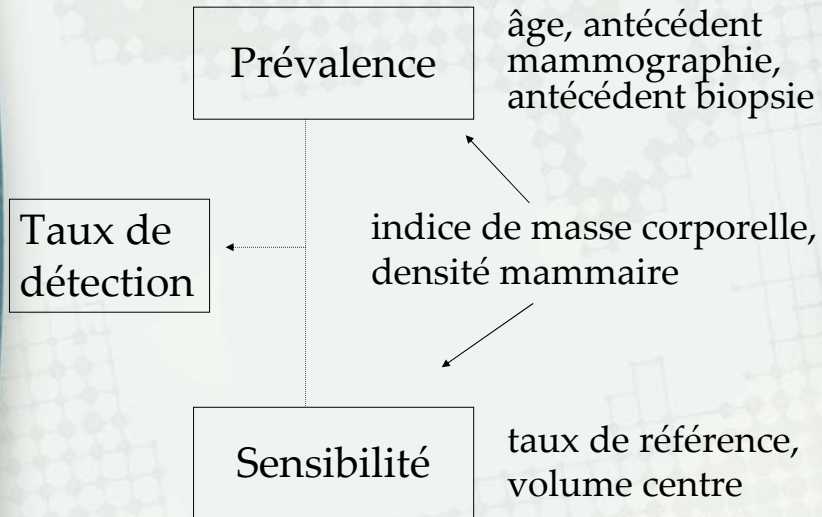 Prévalence
âge, antécédent
mammographie,
antécédent biopsie
Taux de
détection
indice de masse corporelle,
densité mammaire
Sensibilité
taux de référence,
volume centre